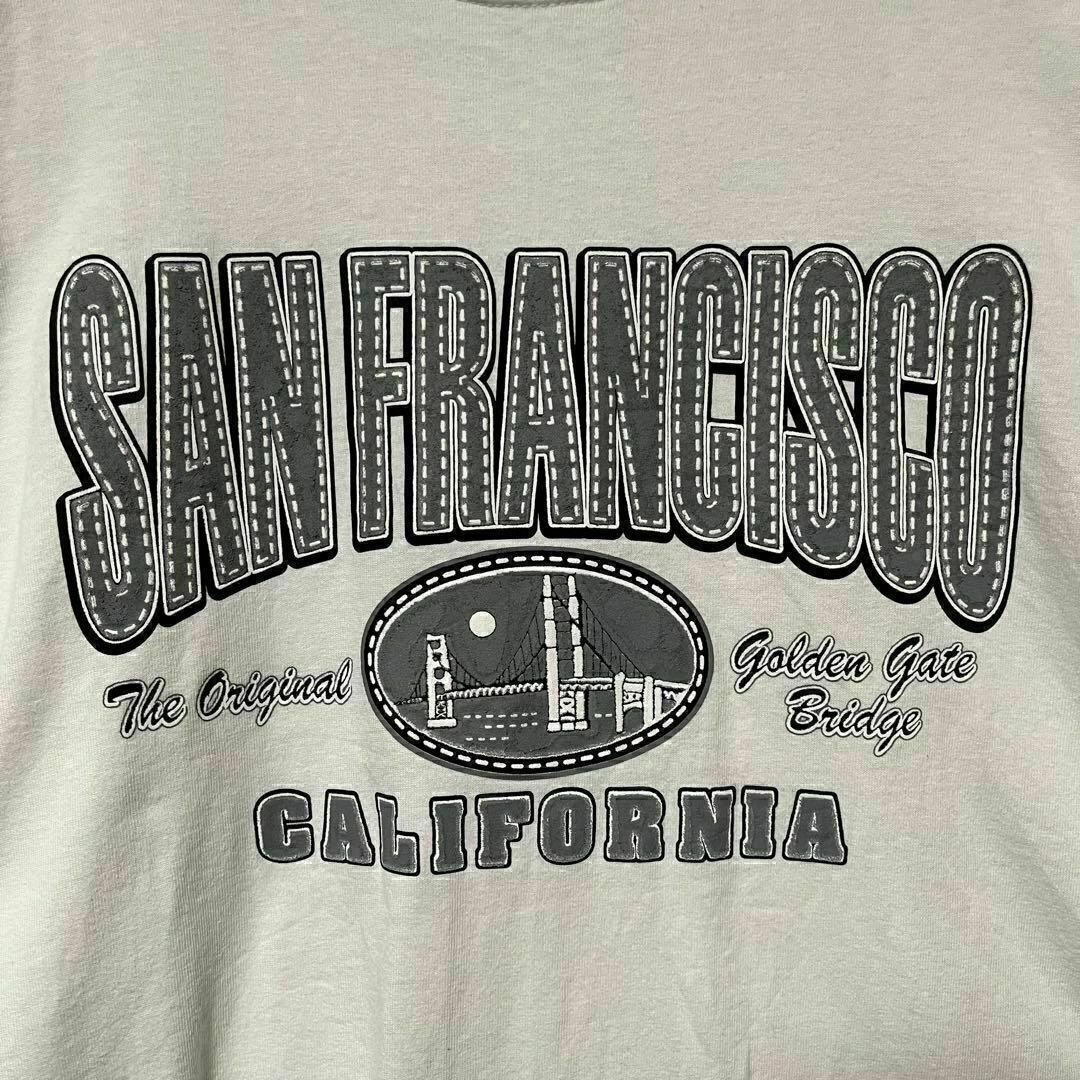 SAN FRANCISCO
The Original
Golden Gate
Bridge
CALIFORNIA